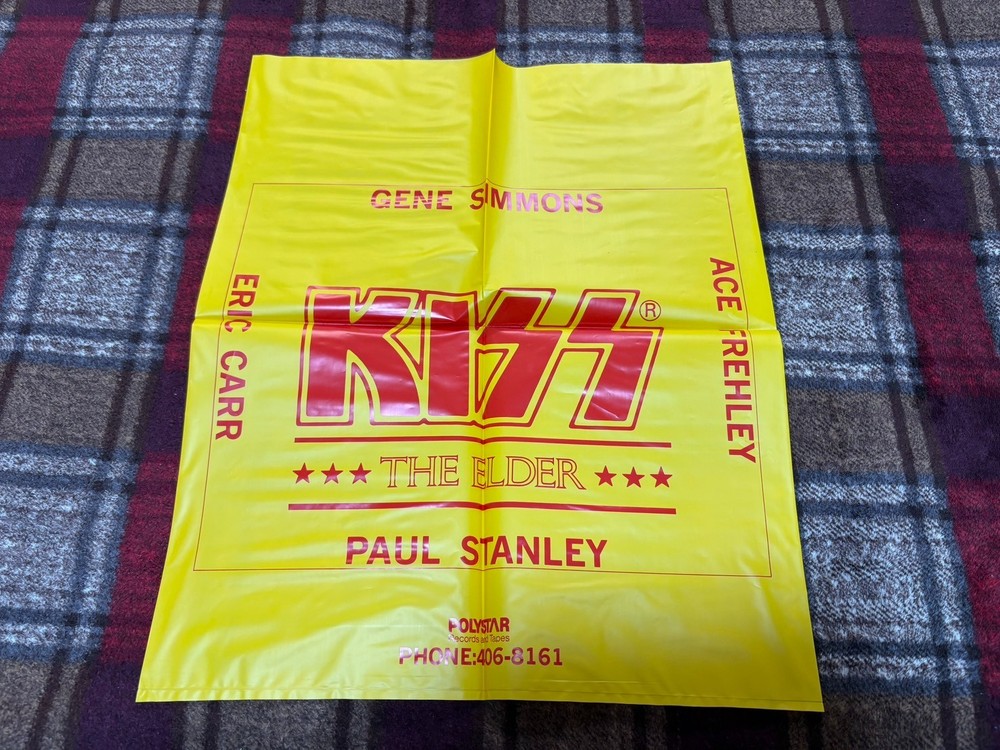 GENE SIMMONS
ERIC CARR
ACE FREHLEY
KISS®
★★★ THE ELDER ★★★
PAUL STANLEY
POLYSTAR
Records and Tapes
PHONE:406-8161